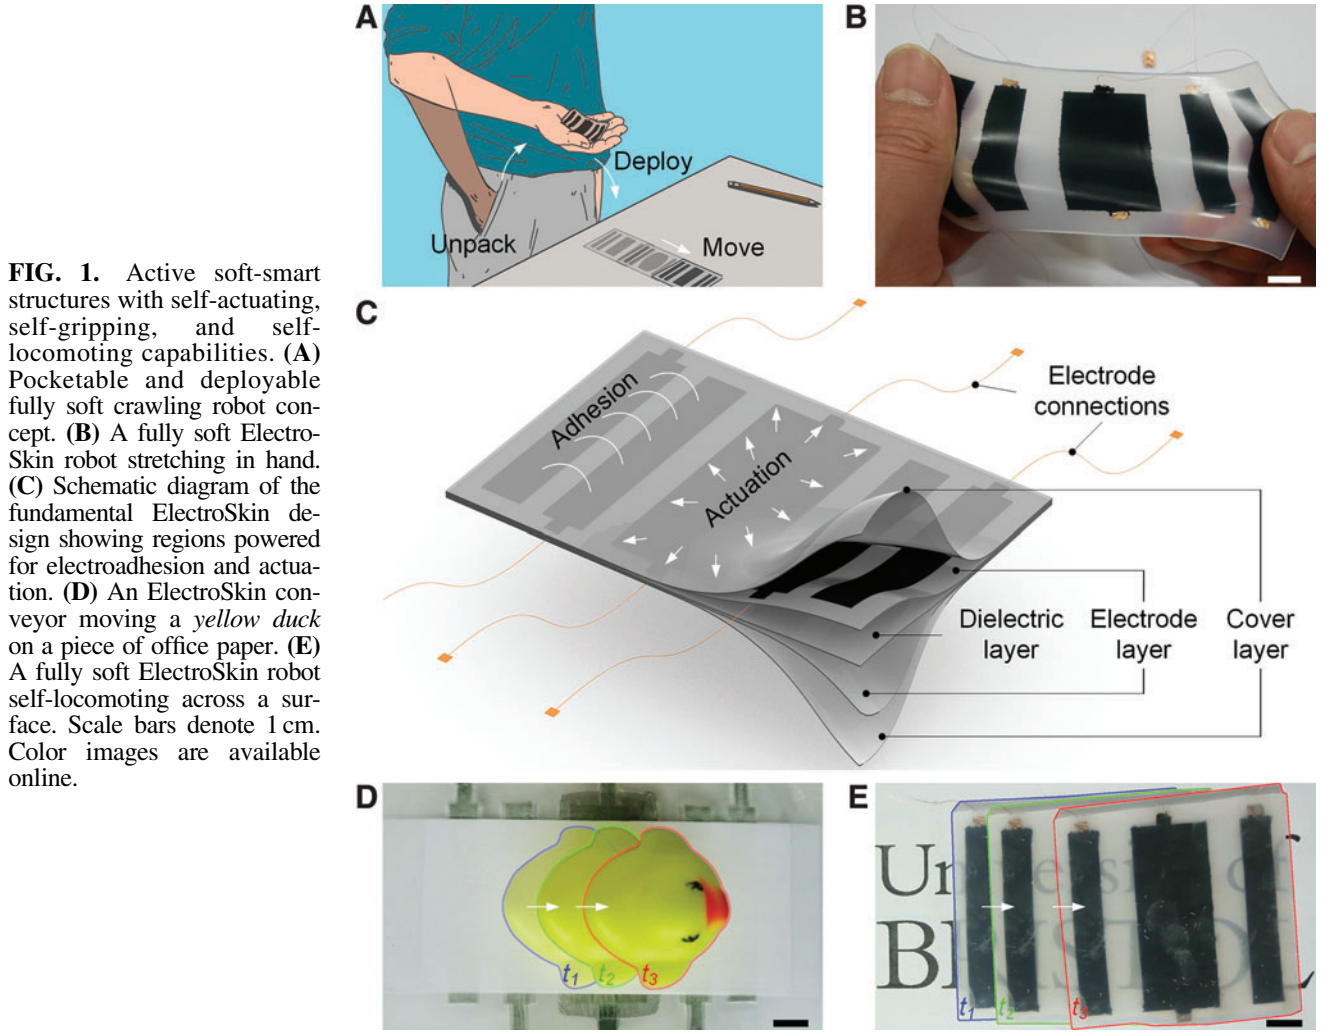 FIG. 1. Active soft-smart
structures with self-actuating,
self-gripping, and self-
locomoting capabilities. (A)
Pocketable and deployable
fully soft crawling robot con-
cept. (B) A fully soft Electro-
Skin robot stretching in hand.
(C) Schematic diagram of the
fundamental ElectroSkin de-
sign showing regions powered
for electroadhesion and actua-
tion. (D) An ElectroSkin con-
veyor moving a yellow duck
on a piece of office paper. (E)
A fully soft ElectroSkin robot
self-locomoting across a sur-
face. Scale bars denote 1 cm.
Color images are available
online.
A
Unpack
Deploy
Move
B
C
Adhesion
Actuation
Electrode
connections
Dielectric
layer
Electrode
layer
Cover
layer
D
t1
t2
t3
E
University of
BRISTOL
t1
t2
t3